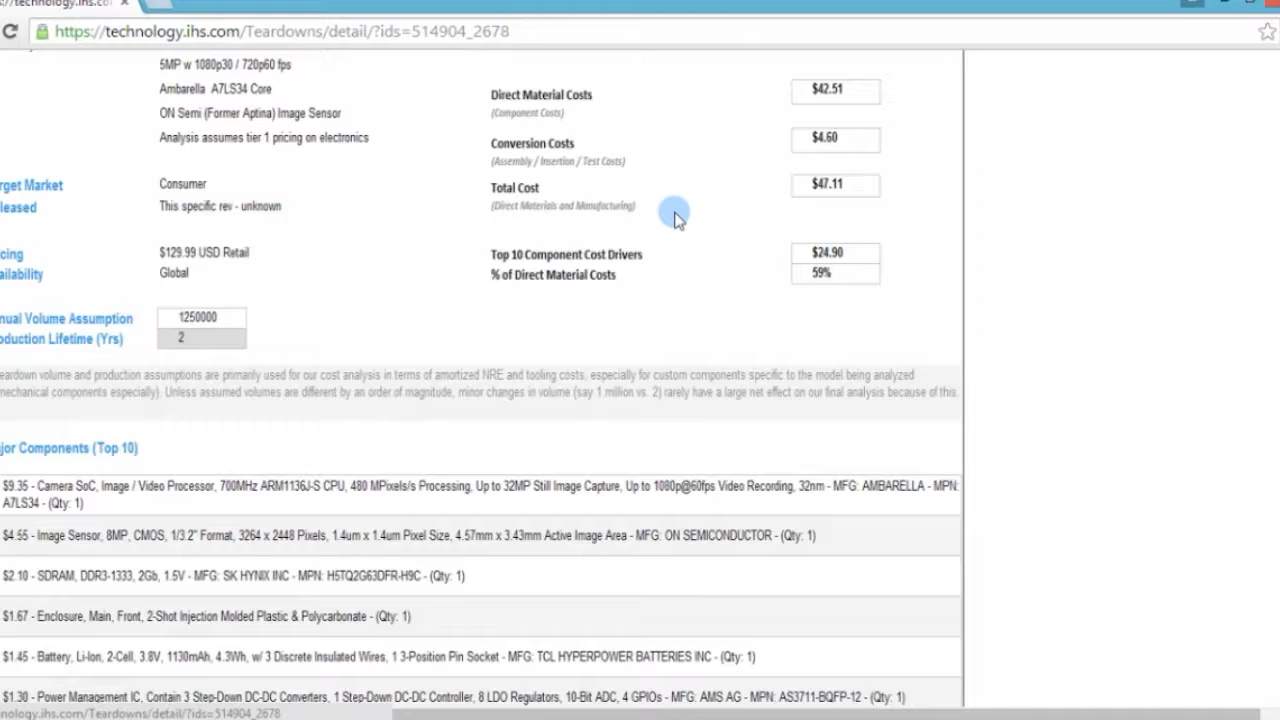 https://technology.ihs.com/Teardowns/detail/?ids=514904_2678
5MP w 1080p30 / 720p60 fps
Ambarella A7LS34 Core
ON Semi (Former Aptina) Image Sensor
Analysis assumes tier 1 pricing on electronics
rget Market Consumer
leased This specific rev - unknown
cing $129.99 USD Retail
ailability Global
nual Volume Assumption 1250000
oduction Lifetime (Yrs) 2
Direct Material Costs $42.51
(Component Costs)
Conversion Costs $4.60
(Assembly / Insertion / Test Costs)
Total Cost $47.11
(Direct Materials and Manufacturing)
Top 10 Component Cost Drivers $24.90
% of Direct Material Costs 59%
eardown volume and production assumptions are primarily used for our cost analysis in terms of amortized NRE and tooling costs, especially for custom components specific to the model being analyzed
mechanical components especially). Unless assumed volumes are different by an order of magnitude, minor changes in volume (say 1 million vs. 2) rarely have a large net effect on our final analysis because of this.
jor Components (Top 10)
$9.35 - Camera SoC, Image / Video Processor, 700MHz ARM1136J-S CPU, 480 MPixels/s Processing, Up to 32MP Still Image Capture, Up to 1080p@60fps Video Recording, 32nm - MFG: AMBARELLA - MPN:
A7LS34 - (Qty: 1)
$4.55 - Image Sensor, 8MP, CMOS, 1/3.2" Format, 3264 x 2448 Pixels, 1.4um x 1.4um Pixel Size, 4.57mm x 3.43mm Active Image Area - MFG: ON SEMICONDUCTOR - (Qty: 1)
$2.10 - SDRAM, DDR3-1333, 2Gb, 1.5V - MFG: SK HYNIX INC - MPN: H5TQ2G63DFR-H9C - (Qty: 1)
$1.67 - Enclosure, Main, Front, 2-Shot Injection Molded Plastic & Polycarbonate - (Qty: 1)
$1.45 - Battery, Li-Ion, 2-Cell, 3.8V, 1130mAh, 4.3Wh, w/ 3 Discrete Insulated Wires, 1 3-Position Pin Socket - MFG: TCL HYPERPOWER BATTERIES INC - (Qty: 1)
$1.30 - Power Management IC, Contain 3 Step-Down DC-DC Converters, 1 Step-Down DC-DC Controller, 8 LDO Regulators, 10-Bit ADC, 4 GPIOs - MFG: AMS AG - MPN: AS3711-BQFP-12 - (Qty: 1)
nology.ihs.com/Teardowns/detail/?ids=514904_2678